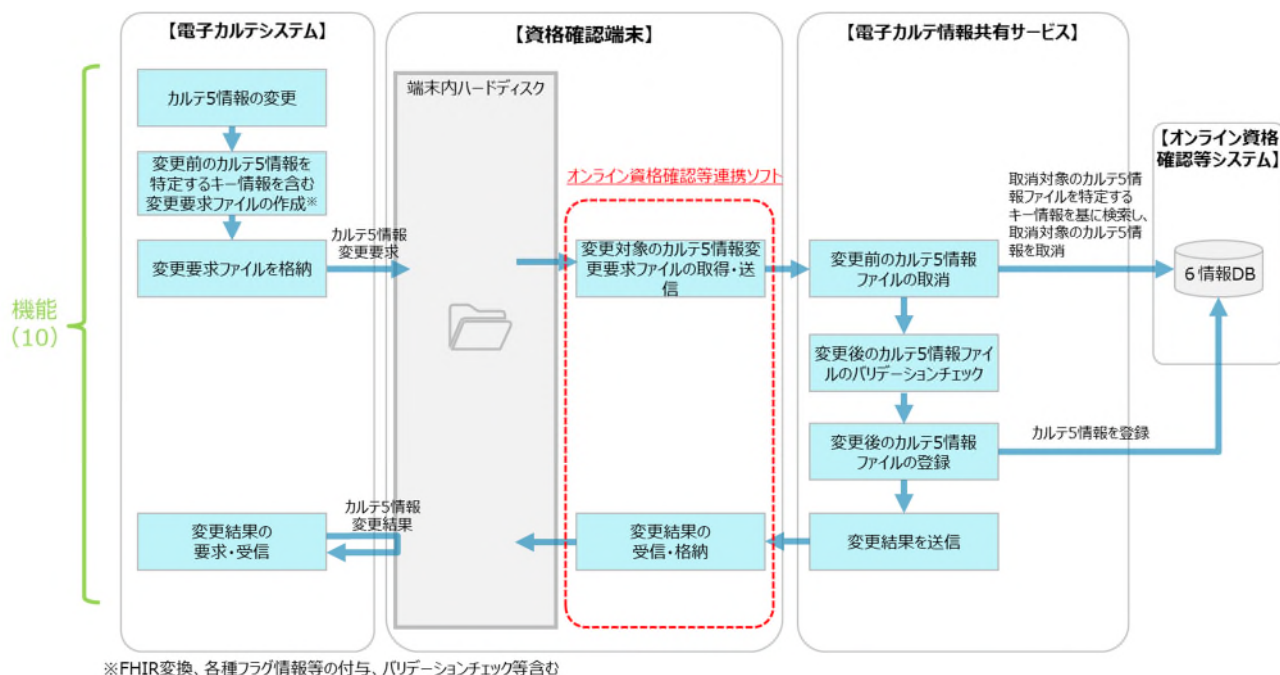 【電子カルテシステム】
【資格確認端末】
【電子カルテ情報共有サービス】
【オンライン資格
確認等システム】
機能
（10）
カルテ5情報の変更
変更前のカルテ5情報を
特定するキー情報を含む
変更要求ファイルの作成※
変更要求ファイルを格納
カルテ5情報
変更要求
端末内ハードディスク
オンライン資格確認等連携ソフト
変更対象のカルテ5情報変
更要求ファイルの取得・送
信
変更前のカルテ5情報
ファイルの取消
取消対象のカルテ5情
報ファイルを特定する
キー情報を基に検索し、
取消対象のカルテ5情
報を取消
6情報DB
変更後のカルテ5情報ファイ
ルのバリデーションチェック
変更後のカルテ5情報
ファイルの登録
カルテ5情報を登録
変更結果を送信
変更結果の
受信・格納
カルテ5情報
変更結果
変更結果の
要求・受信
※FHIR変換、各種フラグ情報等の付与、バリデーションチェック等含む